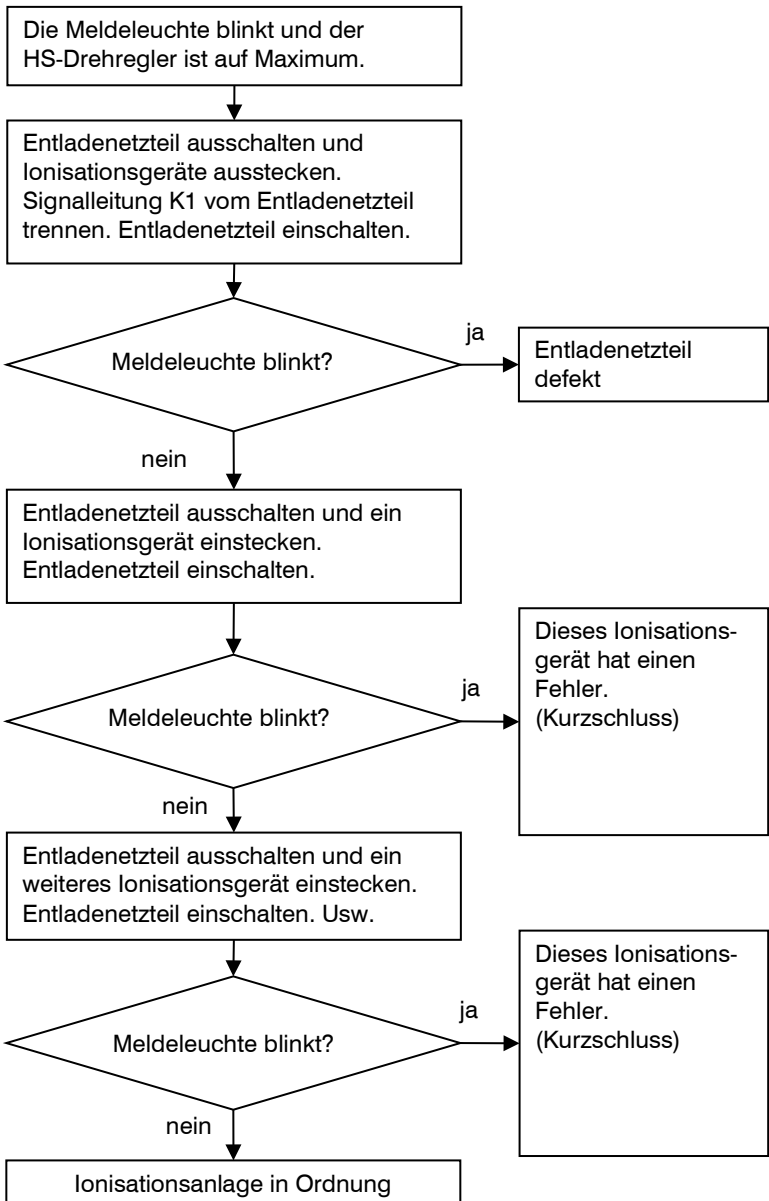 Die Meldeleuchte blinkt und der
HS-Drehregler ist auf Maximum.
Entladenetzteil ausschalten und
Ionisationsgeräte ausstecken.
Signalleitung K1 vom Entladenetzteil
trennen. Entladenetzteil einschalten.
Meldeleuchte blinkt?
ja
Entladenetzteil
defekt
nein
Entladenetzteil ausschalten und ein
Ionisationsgerät einstecken.
Entladenetzteil einschalten.
Meldeleuchte blinkt?
ja
Dieses Ionisations-
gerät hat einen
Fehler.
(Kurzschluss)
nein
Entladenetzteil ausschalten und ein
weiteres Ionisationsgerät einstecken.
Entladenetzteil einschalten. Usw.
Meldeleuchte blinkt?
ja
Dieses Ionisations-
gerät hat einen
Fehler.
(Kurzschluss)
nein
Ionisationsanlage in Ordnung